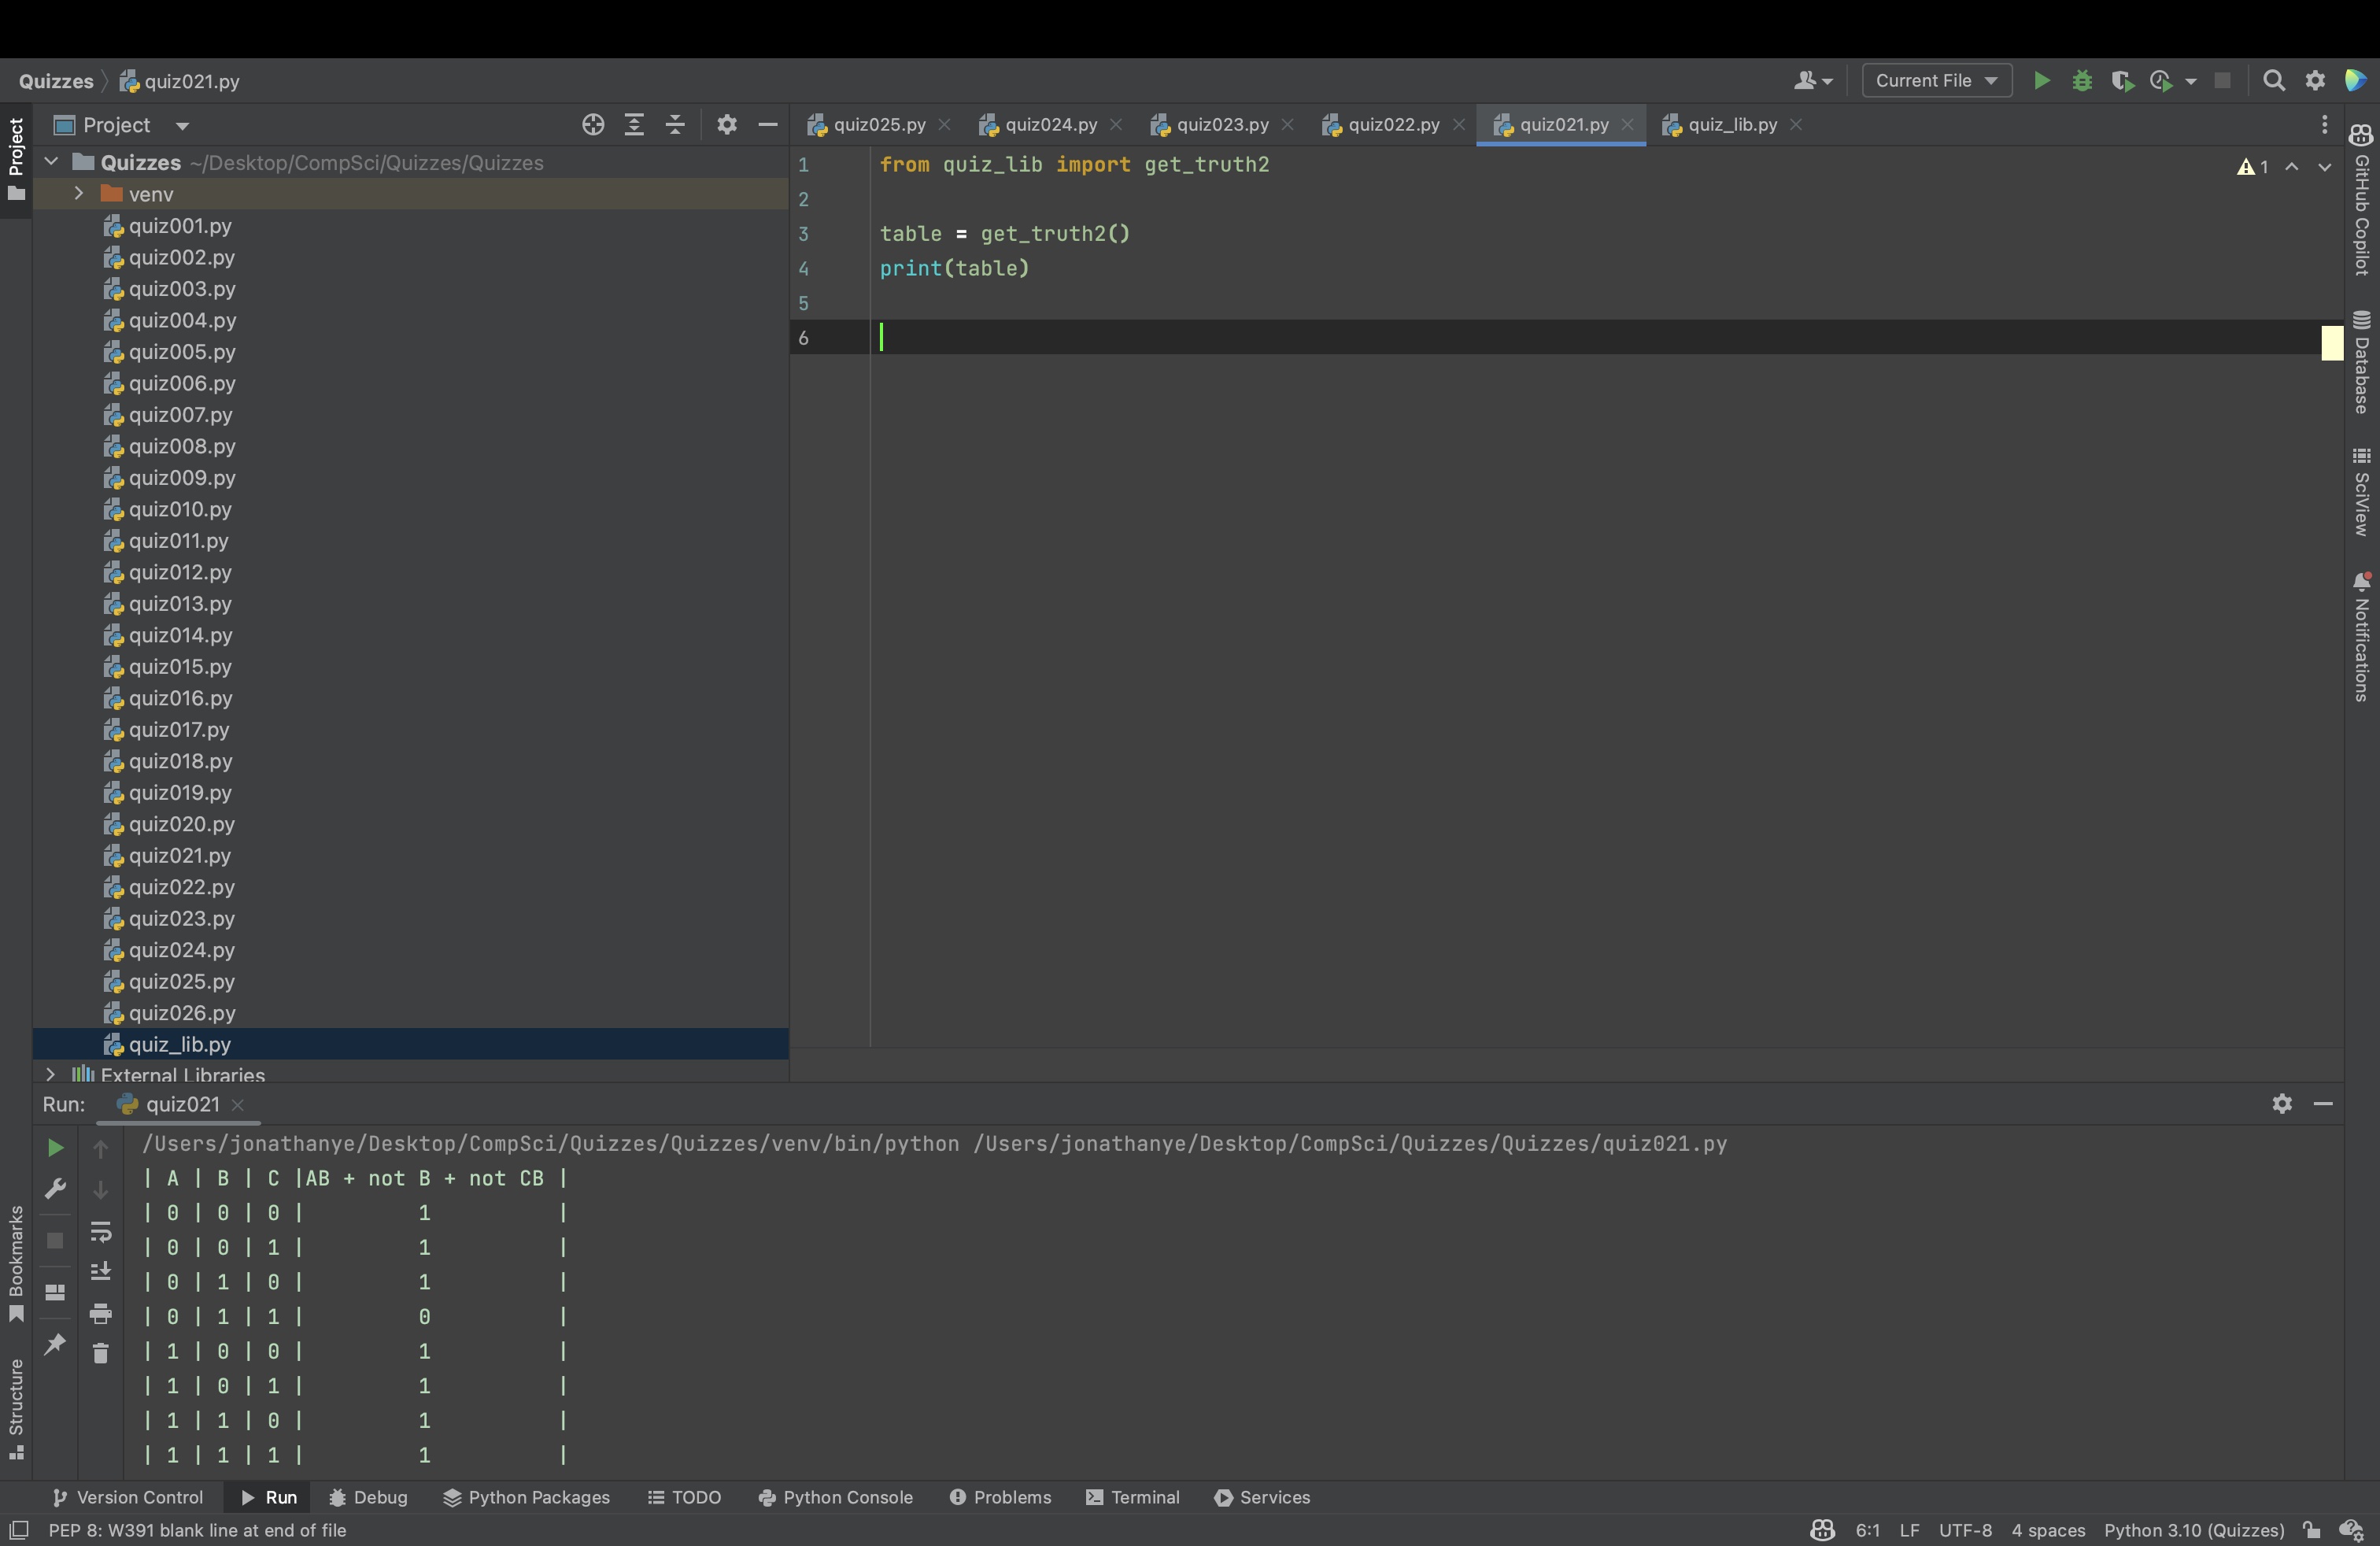 Quizzes quiz021.py
Current File
Project
Project
Quizzes ~/Desktop/CompSci/Quizzes/Quizzes
venv
quiz001.py
quiz002.py
quiz003.py
quiz004.py
quiz005.py
quiz006.py
quiz007.py
quiz008.py
quiz009.py
quiz010.py
quiz011.py
quiz012.py
quiz013.py
quiz014.py
quiz015.py
quiz016.py
quiz017.py
quiz018.py
quiz019.py
quiz020.py
quiz021.py
quiz022.py
quiz023.py
quiz024.py
quiz025.py
quiz026.py
quiz_lib.py
External Libraries
quiz025.py quiz024.py quiz023.py quiz022.py quiz021.py quiz_lib.py
1 from quiz_lib import get_truth2
2
3 table = get_truth2()
4 print(table)
5
6
1
GitHub Copilot
Database
SciView
Notifications
Run: quiz021
/Users/jonathanye/Desktop/CompSci/Quizzes/Quizzes/venv/bin/python /Users/jonathanye/Desktop/CompSci/Quizzes/Quizzes/quiz021.py
| A | B | C |AB + not B + not CB |
| 0 | 0 | 0 | 1 |
| 0 | 0 | 1 | 1 |
| 0 | 1 | 0 | 1 |
| 0 | 1 | 1 | 0 |
| 1 | 0 | 0 | 1 |
| 1 | 0 | 1 | 1 |
| 1 | 1 | 0 | 1 |
| 1 | 1 | 1 | 1 |
Bookmarks
Structure
Version Control Run Debug Python Packages TODO Python Console Problems Terminal Services
PEP 8: W391 blank line at end of file
6:1 LF UTF-8 4 spaces Python 3.10 (Quizzes)